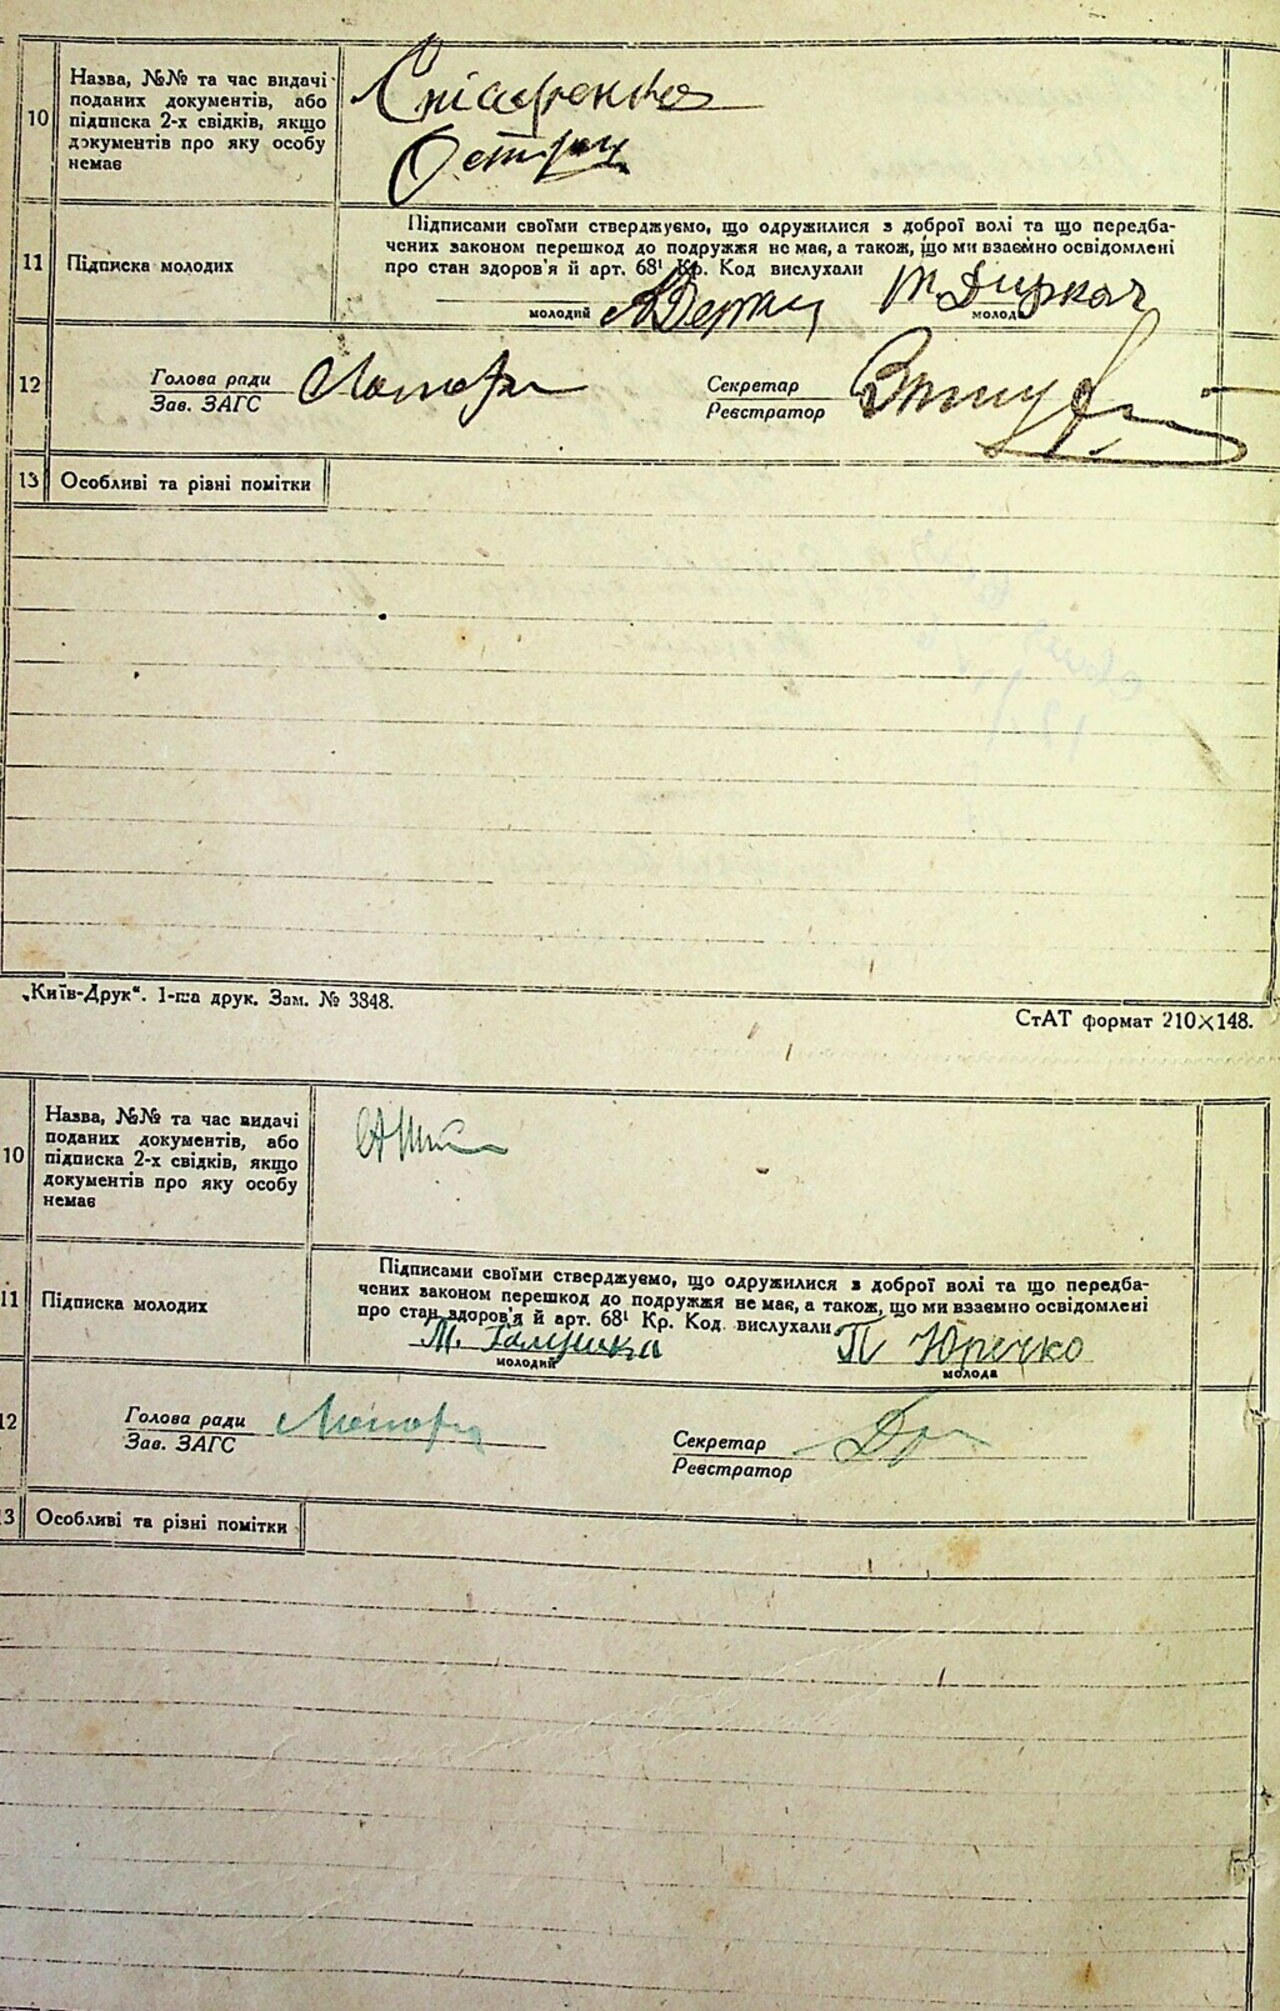 10
Назва, №№ та час видачі
поданих документів, або
підписка 2-х свідків, якщо
документів про яку особу
немає
11
Підписка молодих
Підписами своїми стверджуємо, що одружилися з доброї волі та що передба-
чених законом перешкод до подружжя не має, а також, що ми взаємно освідомлені
про стан здоров'я й арт. 68¹ Кр. Код вислухали
молодий
Т. Диркач
молода
12
Голова ради
Зав. ЗАГС
Секретар
Реєстратор
13
Особливі та різні помітки
„Київ-Друк“. 1-ша друк. Зам. № 3848.
СтАТ формат 210×148.
10
Назва, №№ та час видачі
поданих документів, або
підписка 2-х свідків, якщо
документів про яку особу
немає
11
Підписка молодих
Підписами своїми стверджуємо, що одружилися з доброї волі та що передба-
чених законом перешкод до подружжя не має, а також, що ми взаємно освідомлені
про стан здоров'я й арт. 68¹ Кр. Код вислухали
М. Галушка
П Юречко
молодий
молода
12
Голова ради
Зав. ЗАГС
Секретар
Реєстратор
13
Особливі та різні помітки